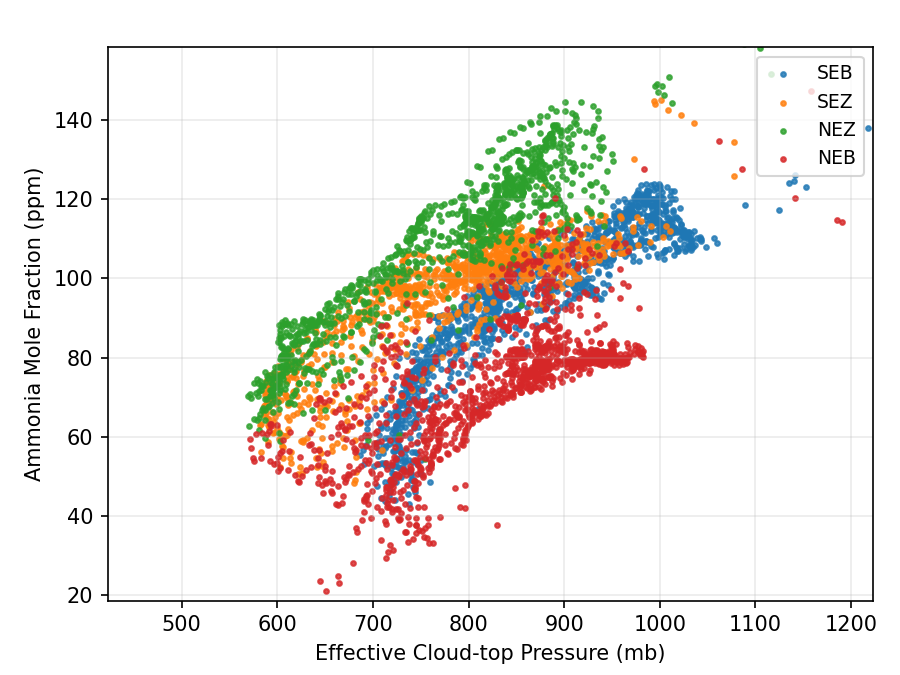 SEB
SEZ
NEZ
NEB
140
120
100
80
60
40
20
500 600 700 800 900 1000 1100 1200
Ammonia Mole Fraction (ppm)
Effective Cloud-top Pressure (mb)